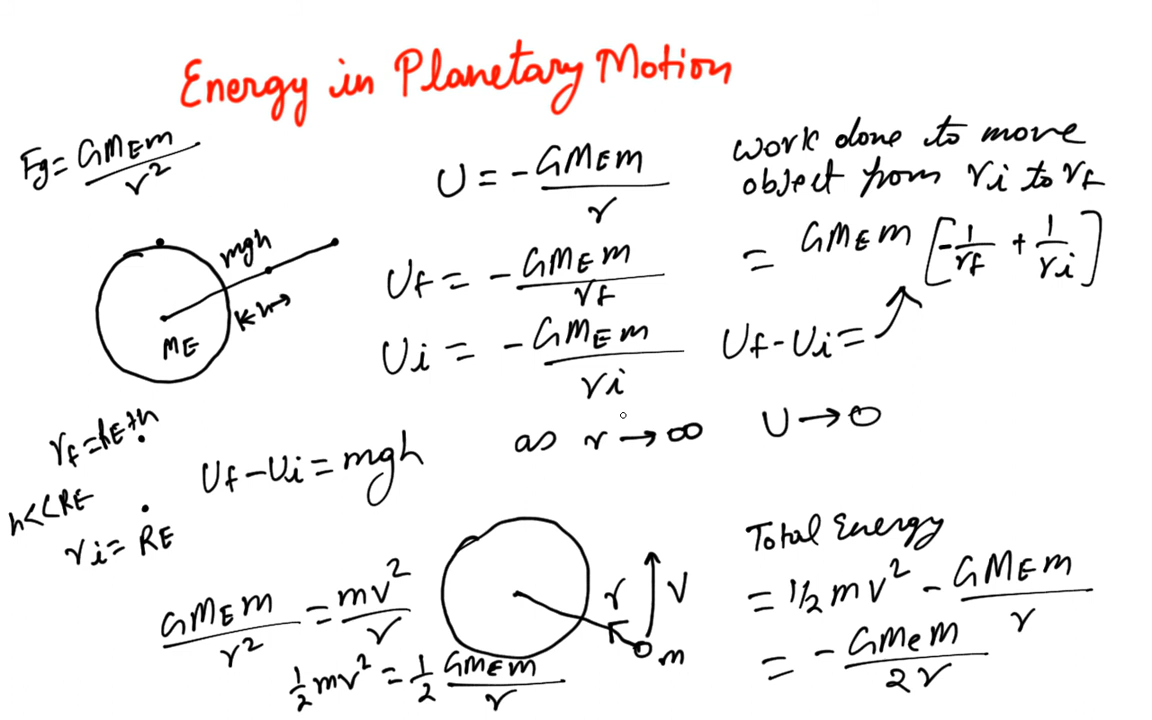 Energy in Planetary Motion
Fg = GMEm / r²
mgh
h
ME
rf = RE+h
h<<RE
ri = RE
U = - GMEm / r
Uf = - GMEm / rf
Ui = - GMEm / ri
work done to move
object from ri to rf
= GMEm [-1/rf + 1/ri]
Uf-Ui =
as r → ∞ U → 0
Uf-Ui = mgh
GMEm / r² = mv² / r
1/2 mv² = 1/2 GMEm / r
r
V
m
Total Energy
= 1/2 mv² - GMEm / r
= - GMem / 2r